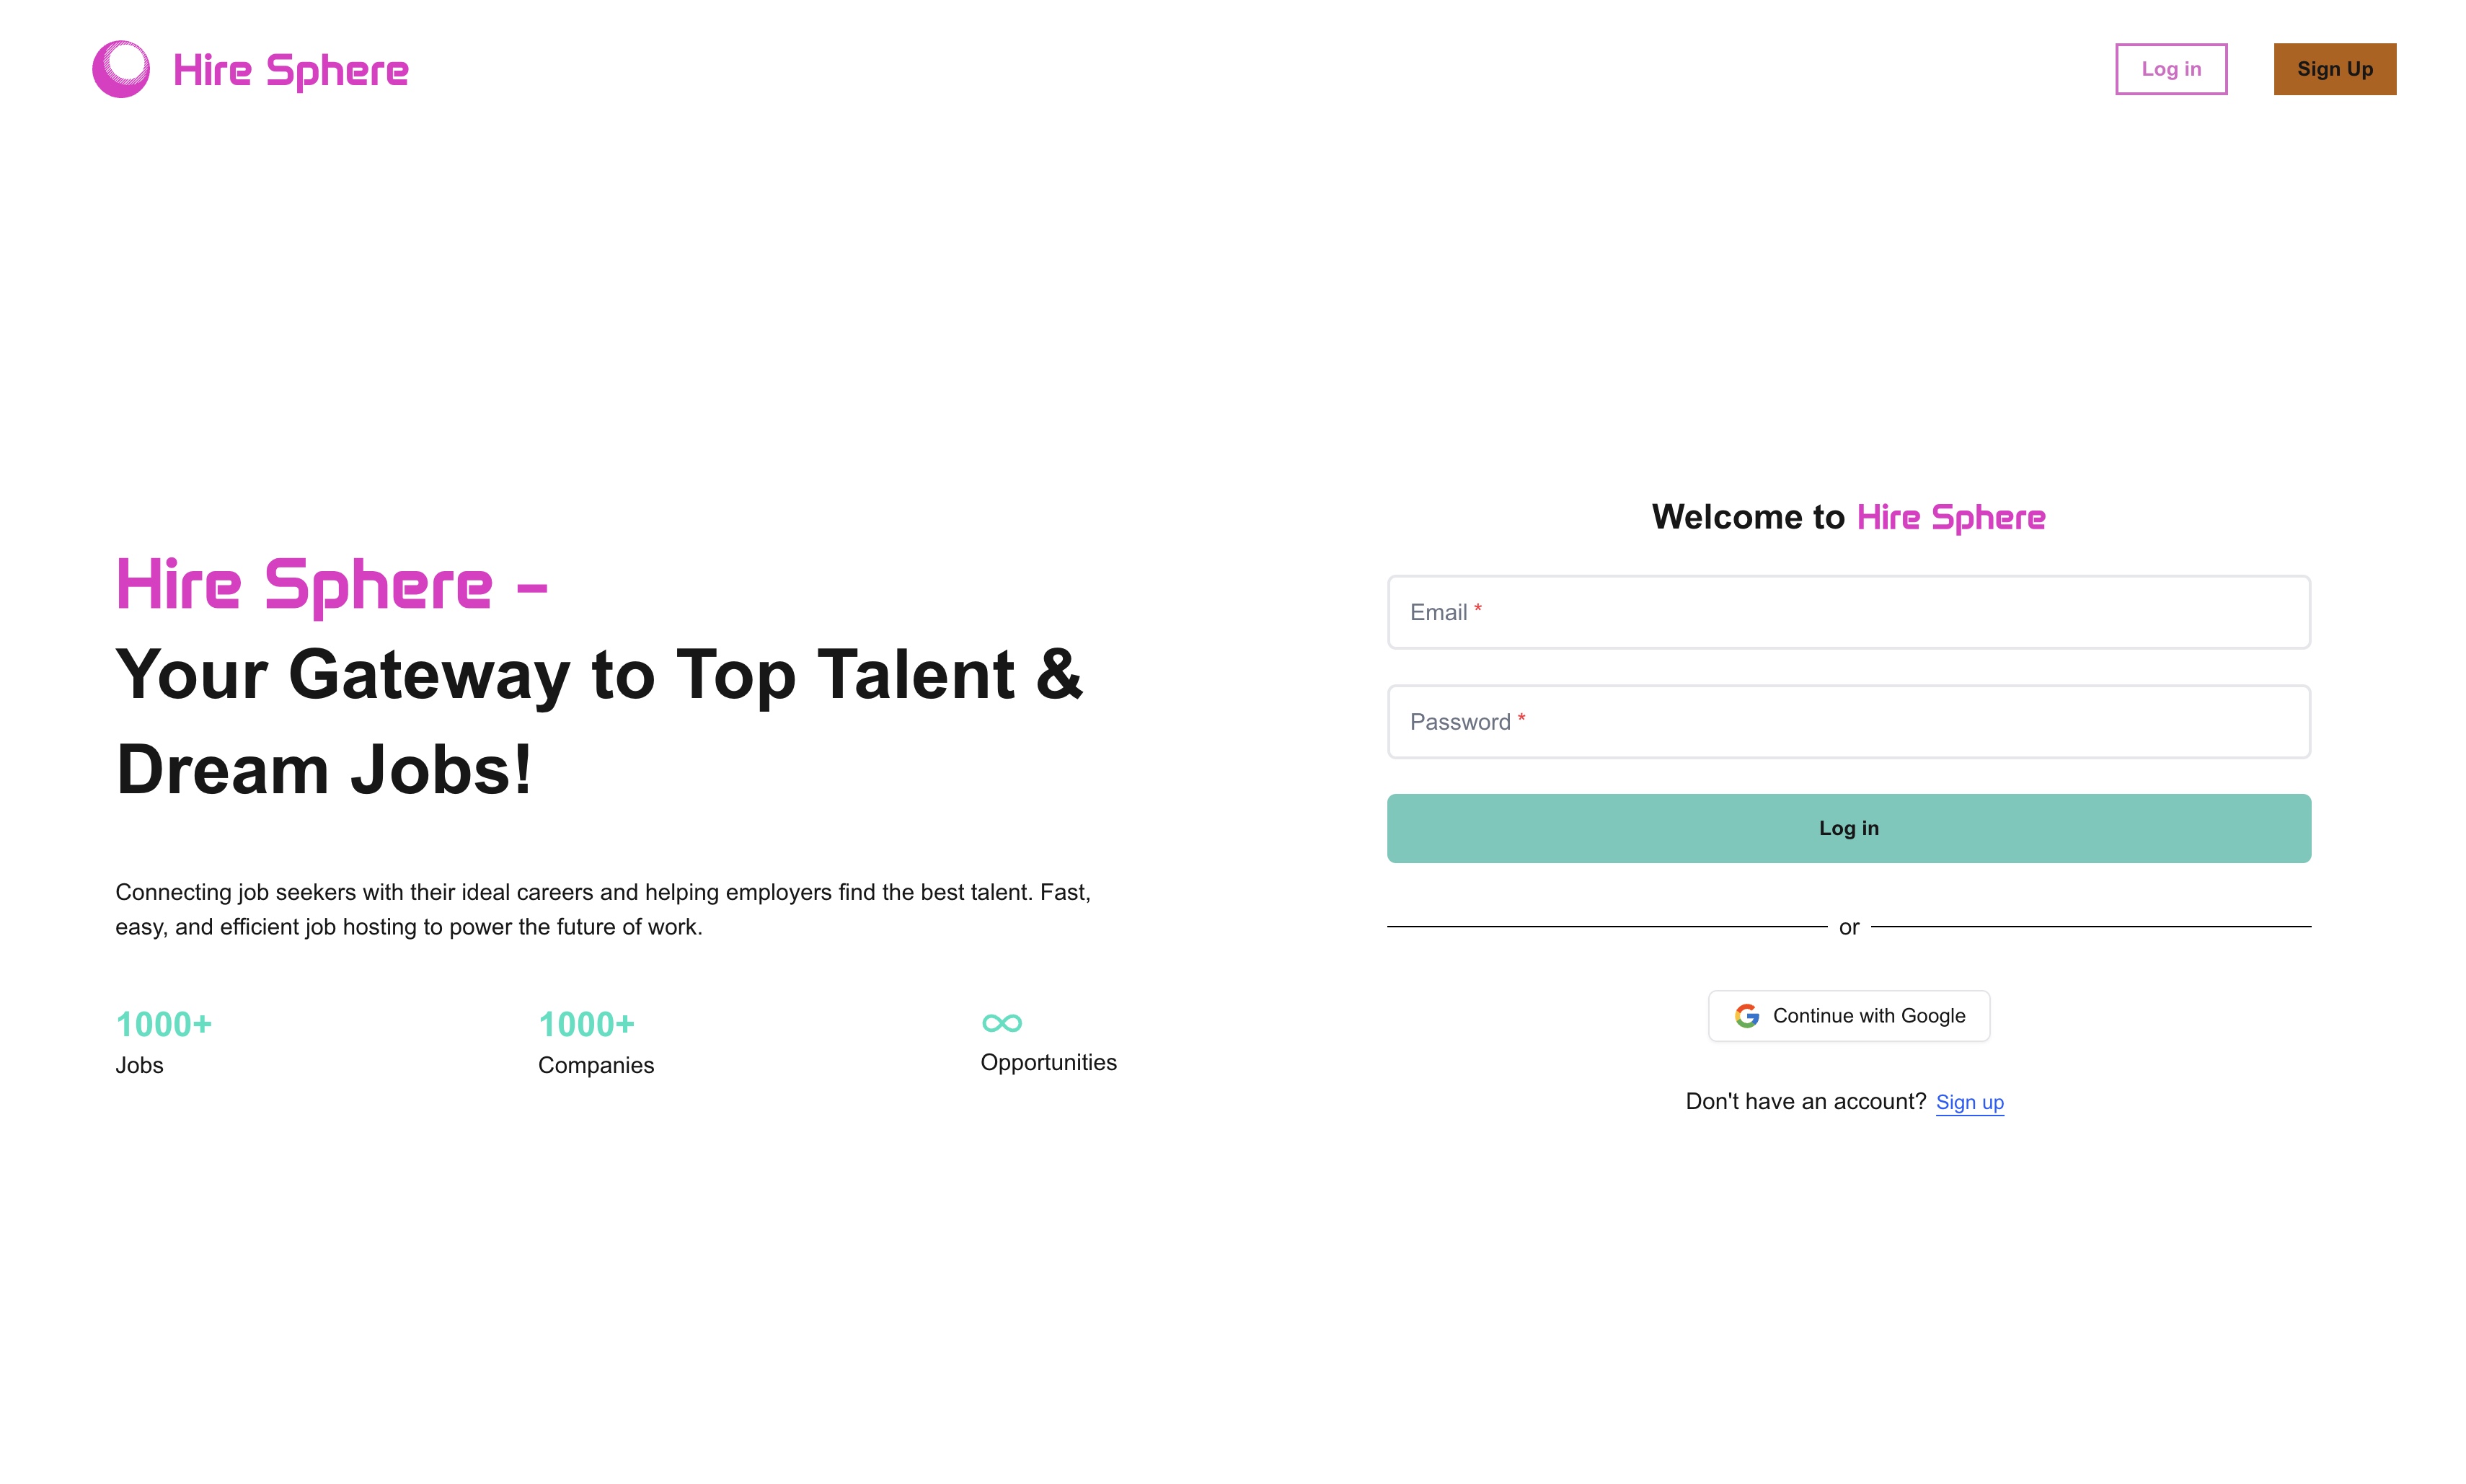 Hire Sphere
Log in
Sign Up
Hire Sphere –
Your Gateway to Top Talent &
Dream Jobs!
Connecting job seekers with their ideal careers and helping employers find the best talent. Fast,
easy, and efficient job hosting to power the future of work.
1000+
Jobs
1000+
Companies
∞
Opportunities
Welcome to Hire Sphere
Email *
Password *
Log in
or
Continue with Google
Don't have an account? Sign up